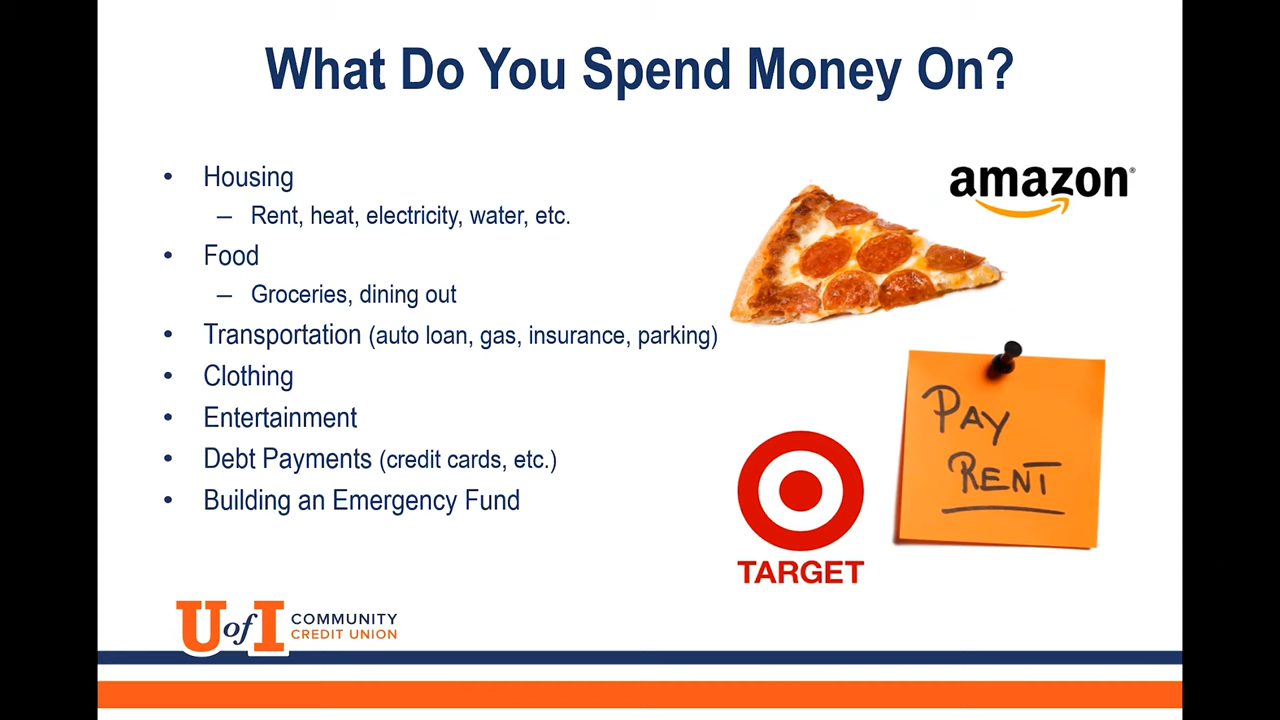 What Do You Spend Money On?
• Housing
– Rent, heat, electricity, water, etc.
• Food
– Groceries, dining out
• Transportation (auto loan, gas, insurance, parking)
• Clothing
• Entertainment
• Debt Payments (credit cards, etc.)
• Building an Emergency Fund
amazon®
PAY
RENT
TARGET
U of I COMMUNITY
CREDIT UNION